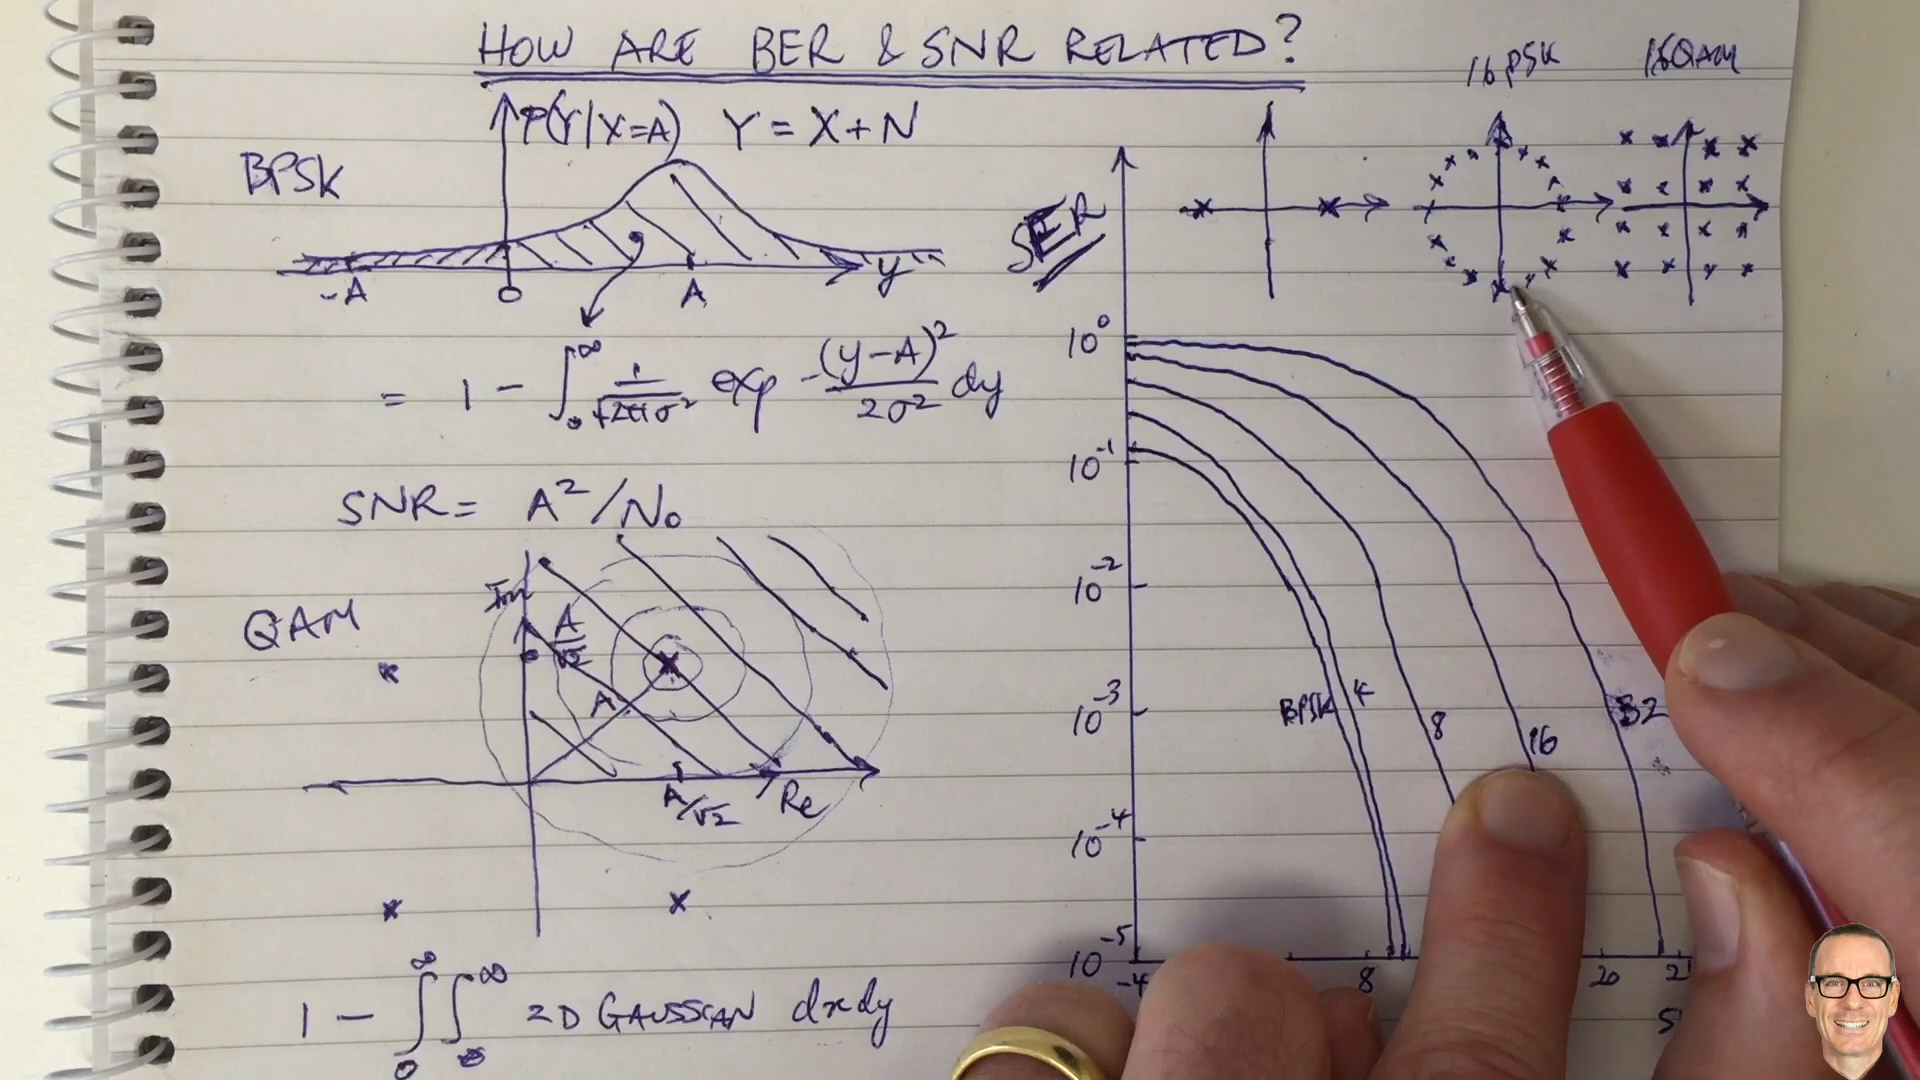 HOW ARE BER & SNR RELATED?
16PSK 16QAM
P(Y|X=A) Y = X+N
BPSK
-A 0 A y
SER
= 1 - ∫₀^∞ 1/√2πσ² exp -(y-A)²/2σ² dy
SNR = A²/N₀
QAM
Im
A/√2
A
A/√2 Re
1 - ∫₀^∞ ∫₀^∞ 2D GAUSSIAN dxdy
10⁰
10⁻¹
10⁻²
10⁻³
10⁻⁴
10⁻⁵
BPSK 4 8 16 32
-4 8 20